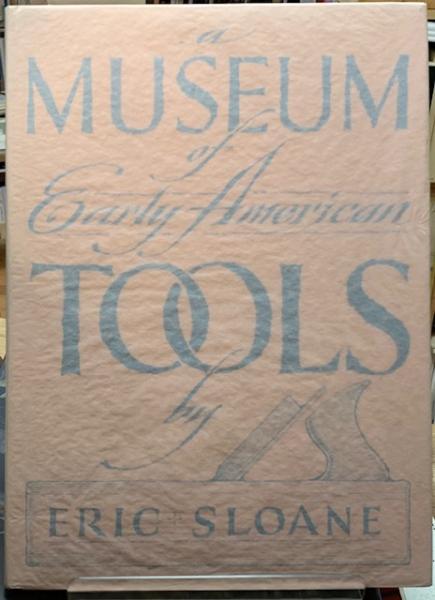 a
MUSEUM
of
Early American
TOOLS
by
ERIC SLOANE